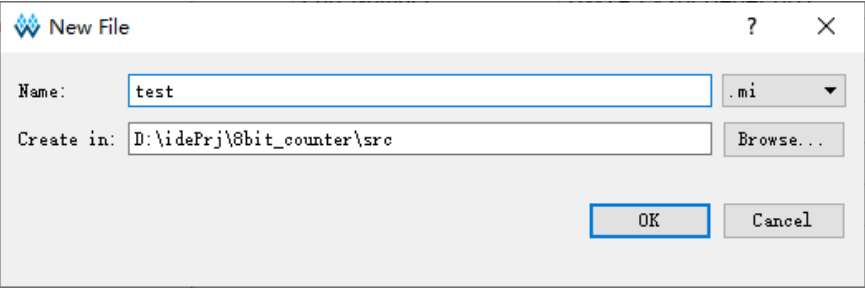 New File
Name: test .mi
Create in: D:\idePrj\8bit_counter\src Browse...
OK Cancel